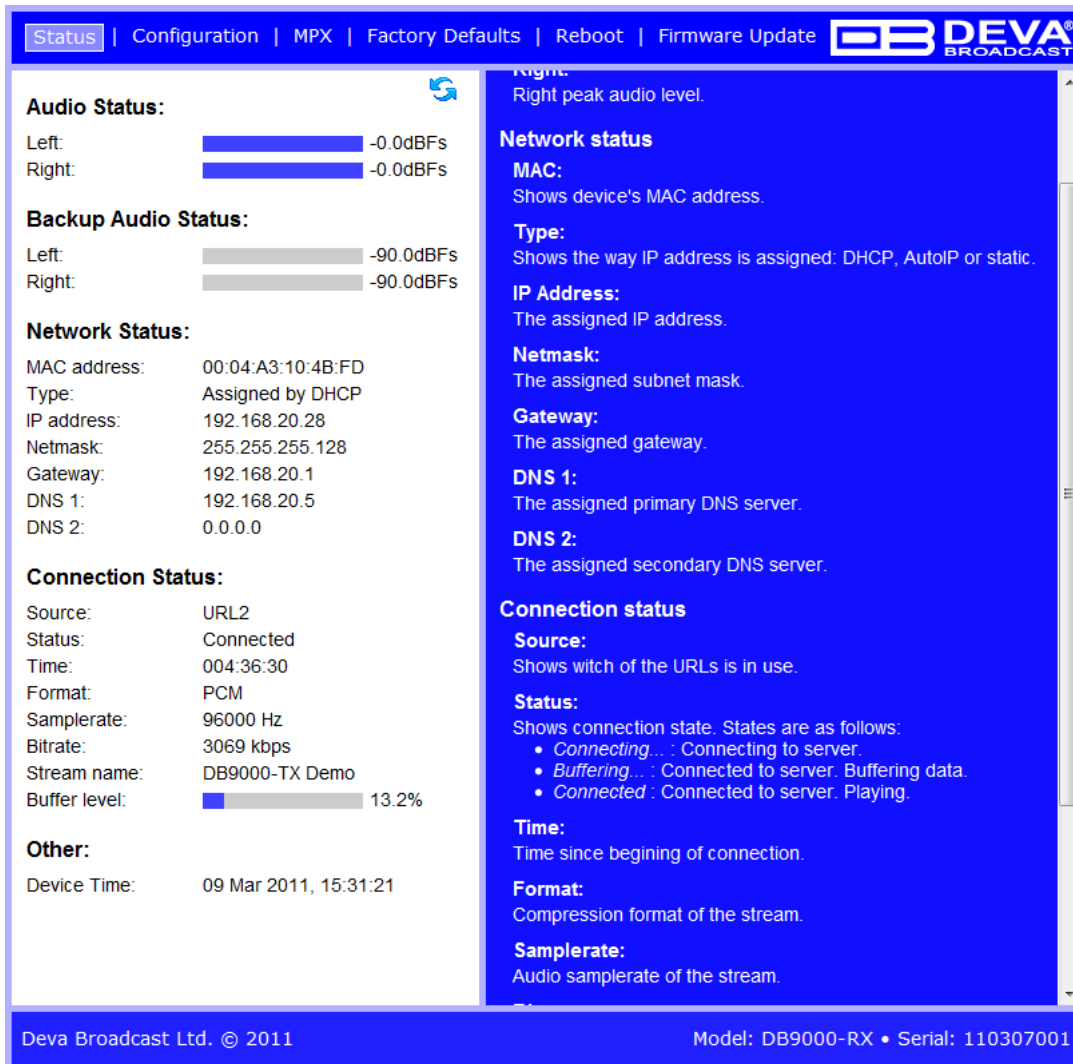 Status | Configuration | MPX | Factory Defaults | Reboot | Firmware Update
DEVA®
BROADCAST
Audio Status:
Left: -0.0dBFs
Right: -0.0dBFs
Backup Audio Status:
Left: -90.0dBFs
Right: -90.0dBFs
Network Status:
MAC address: 00:04:A3:10:4B:FD
Type: Assigned by DHCP
IP address: 192.168.20.28
Netmask: 255.255.255.128
Gateway: 192.168.20.1
DNS 1: 192.168.20.5
DNS 2: 0.0.0.0
Connection Status:
Source: URL2
Status: Connected
Time: 004:36:30
Format: PCM
Samplerate: 96000 Hz
Bitrate: 3069 kbps
Stream name: DB9000-TX Demo
Buffer level: 13.2%
Other:
Device Time: 09 Mar 2011, 15:31:21
Right:
Right peak audio level.
Network status
MAC:
Shows device's MAC address.
Type:
Shows the way IP address is assigned: DHCP, AutoIP or static.
IP Address:
The assigned IP address.
Netmask:
The assigned subnet mask.
Gateway:
The assigned gateway.
DNS 1:
The assigned primary DNS server.
DNS 2:
The assigned secondary DNS server.
Connection status
Source:
Shows witch of the URLs is in use.
Status:
Shows connection state. States are as follows:
• Connecting... : Connecting to server.
• Buffering... : Connected to server. Buffering data.
• Connected : Connected to server. Playing.
Time:
Time since begining of connection.
Format:
Compression format of the stream.
Samplerate:
Audio samplerate of the stream.
Deva Broadcast Ltd. © 2011
Model: DB9000-RX • Serial: 110307001